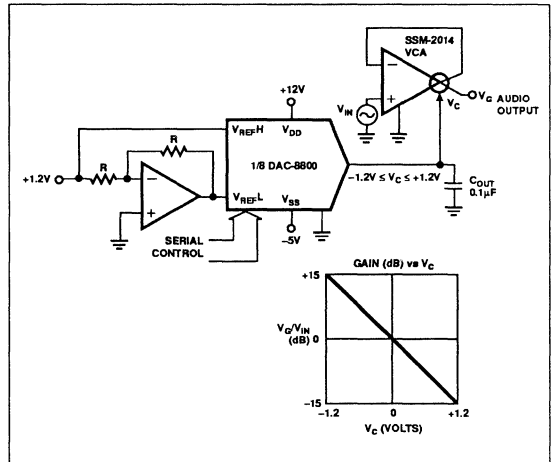 SSM-2014
VCA
+12V
V_IN
V_C
V_G AUDIO
OUTPUT
V_REFH
V_DD
R
R
1/8 DAC-8800
+1.2V
−
+
−
+
−1.2V ≤ V_C ≤ +1.2V
C_OUT
0.1µF
V_REFL
V_SS
SERIAL
CONTROL
−5V
GAIN (dB) vs V_C
+15
V_G/V_IN
(dB) 0
−15
−1.2 0 +1.2
V_C (VOLTS)